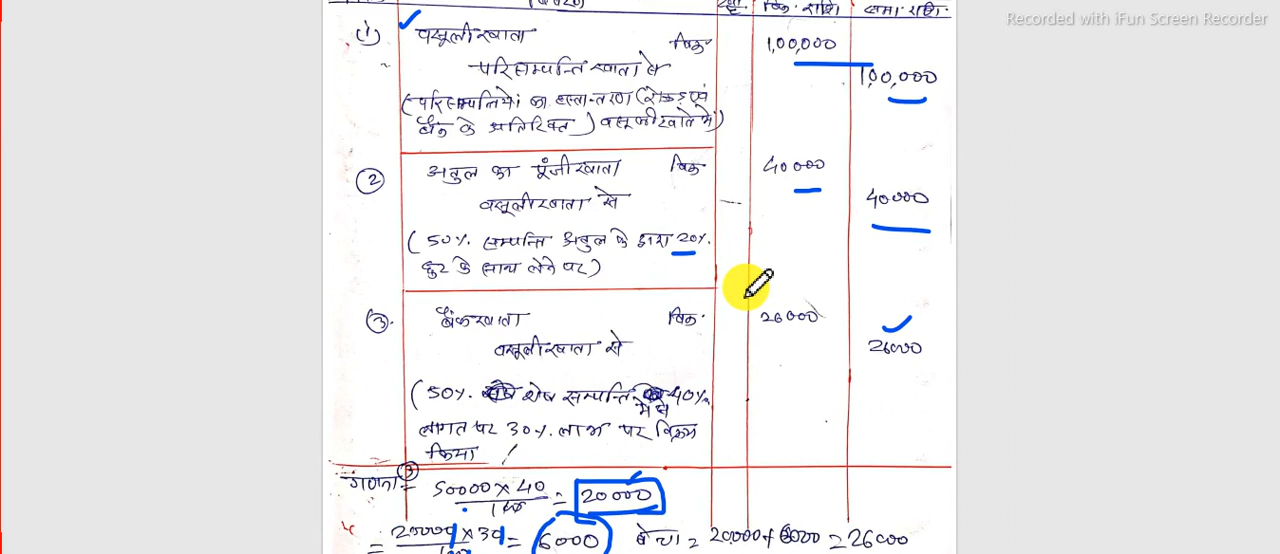 Recorded with iFun Screen Recorder
विक. राशि जमा. राशि.
(1) वसूली खाता विक 1,00,000
परिसम्पत्ति खाता से 1,00,000
(परिसम्पत्तियों का हस्तान्तरण (रोकड़ एवं
बैंक के अतिरिक्त) वसूली खाते में)
(2) अतुल का पूंजी खाता विक 40000
वसूली खाता से 40000
(50%. सम्पत्ति अतुल के द्वारा 20%.
छुट के साथ लेने पर)
(3). बैंक खाता विक. 26000
वसूली खाता से 26000
(50%. शेष सम्पत्ति में से 40%
लागत पर 30%. लाभ पर विक्रय
किया
गणना (3) = 50000 × 40 / 100 = 20000
= 20000 × 30 / 100 = 6000 बेचा = 20000 + 6000 = 26000